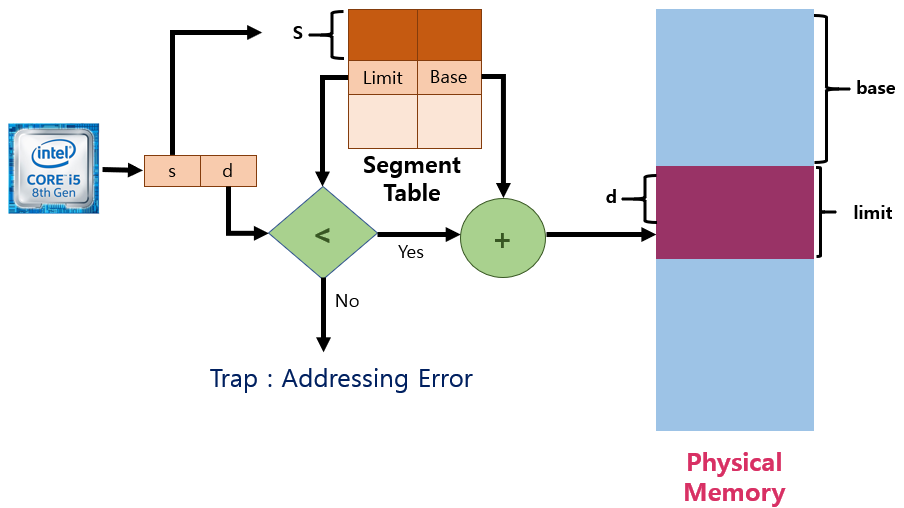 S
Limit
Base
base
intel
CORE i5
8th Gen
s
d
Segment
Table
d
limit
<
+
Yes
No
Trap : Addressing Error
Physical
Memory